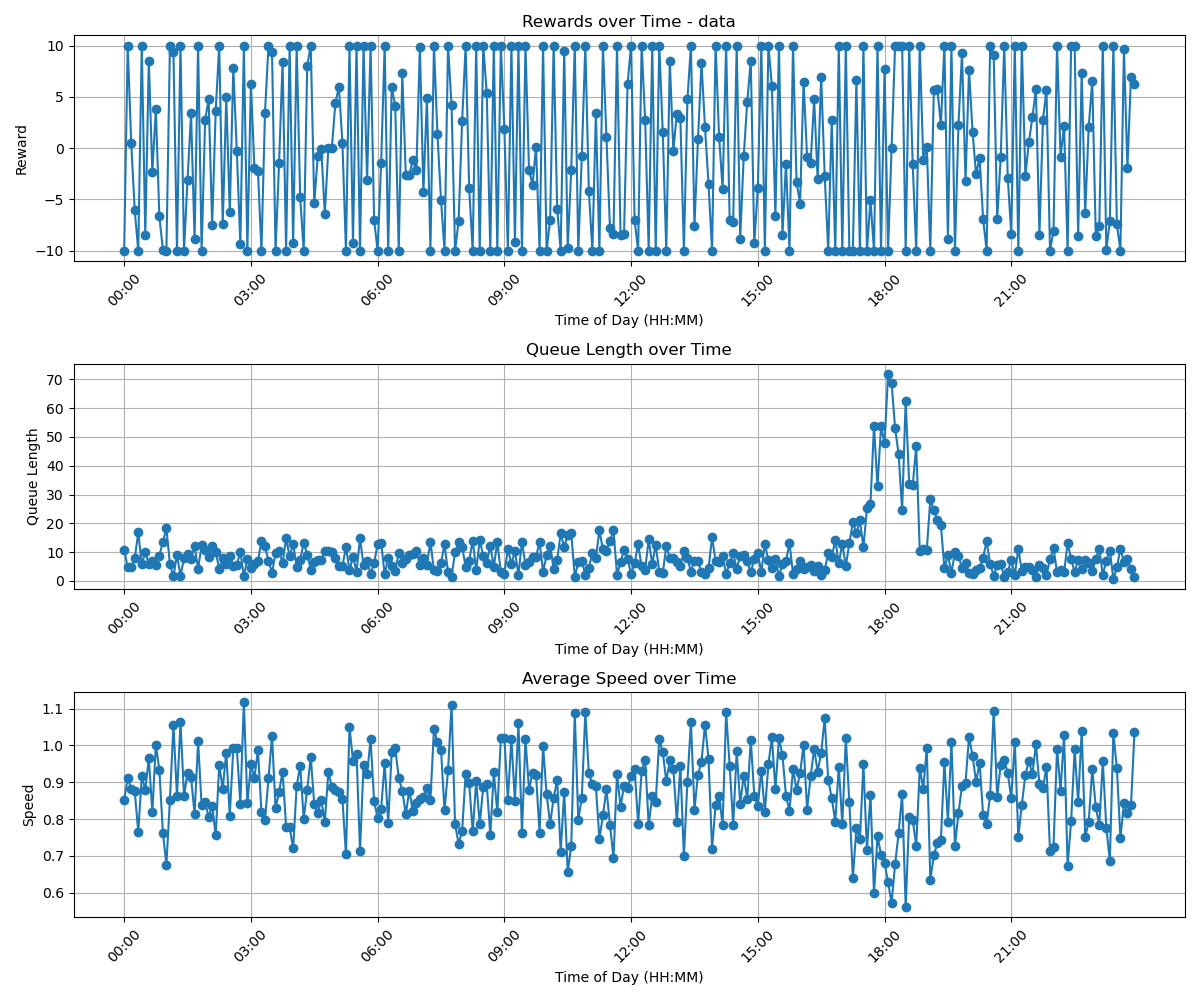 Rewards over Time - data
Reward
10
5
0
−5
−10
00:00 03:00 06:00 09:00 12:00 15:00 18:00 21:00
Time of Day (HH:MM)
Queue Length over Time
Queue Length
70
60
50
40
30
20
10
0
00:00 03:00 06:00 09:00 12:00 15:00 18:00 21:00
Time of Day (HH:MM)
Average Speed over Time
Speed
1.1
1.0
0.9
0.8
0.7
0.6
00:00 03:00 06:00 09:00 12:00 15:00 18:00 21:00
Time of Day (HH:MM)